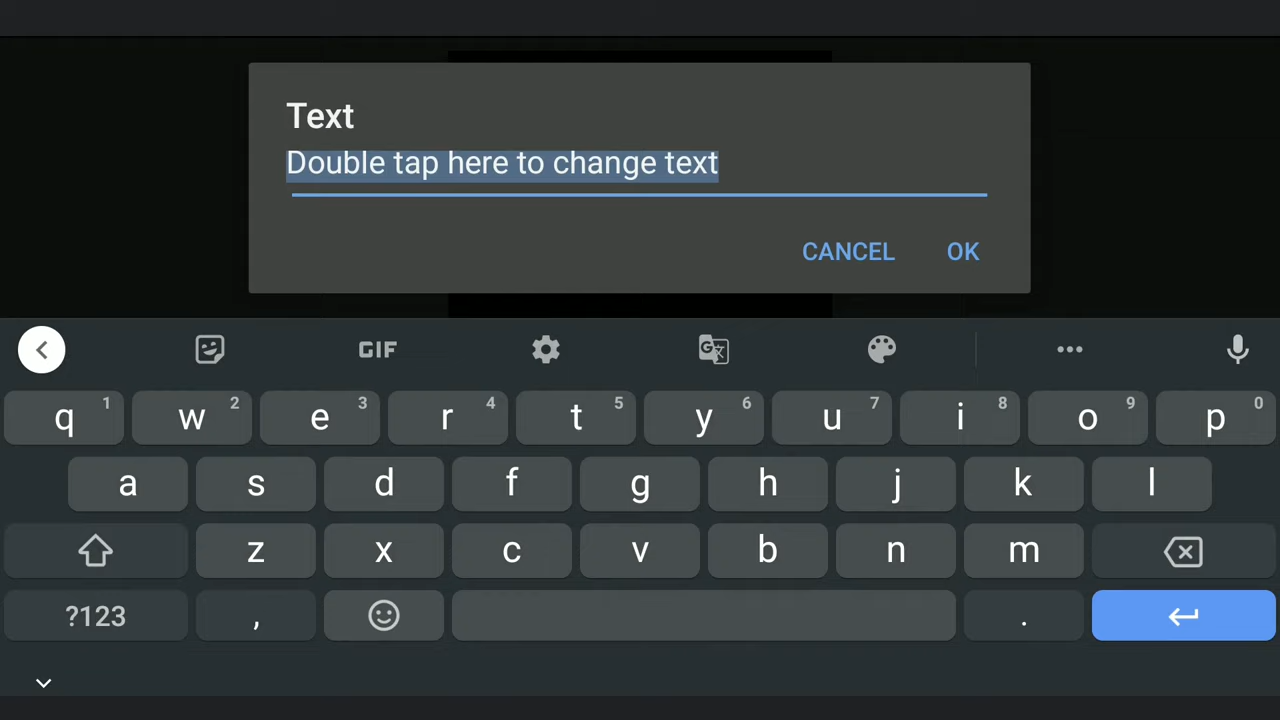 Text
Double tap here to change text
CANCEL OK
GIF G 文
q 1 w 2 e 3 r 4 t 5 y 6 u 7 i 8 o 9 p 0
a s d f g h j k l
z x c v b n m
?123 , .